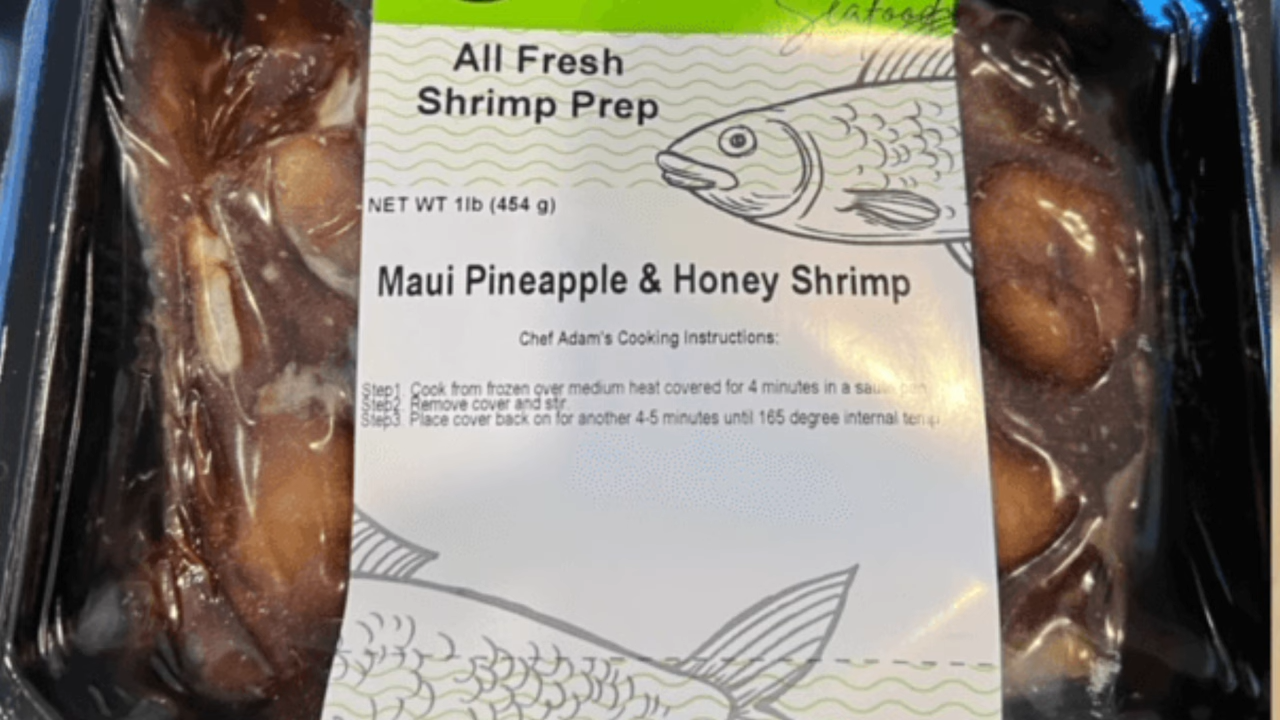 Seafood
All Fresh
Shrimp Prep
NET WT 1lb (454 g)
Maui Pineapple & Honey Shrimp
Chef Adam's Cooking Instructions:
Step1. Cook from frozen over medium heat covered for 4 minutes in a sauce pan
Step2. Remove cover and stir
Step3. Place cover back on for another 4-5 minutes until 165 degree internal temp